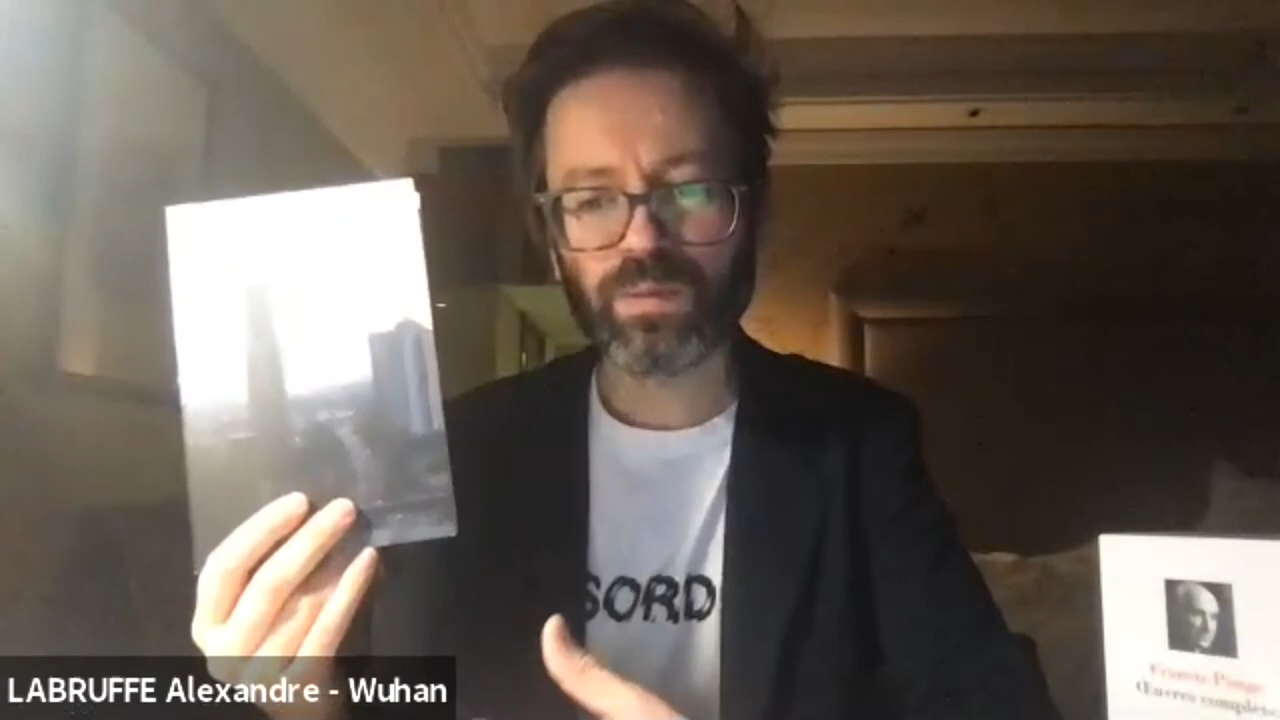 SORD
Francis Ponge
Œuvres complètes
LABRUFFE Alexandre - Wuhan